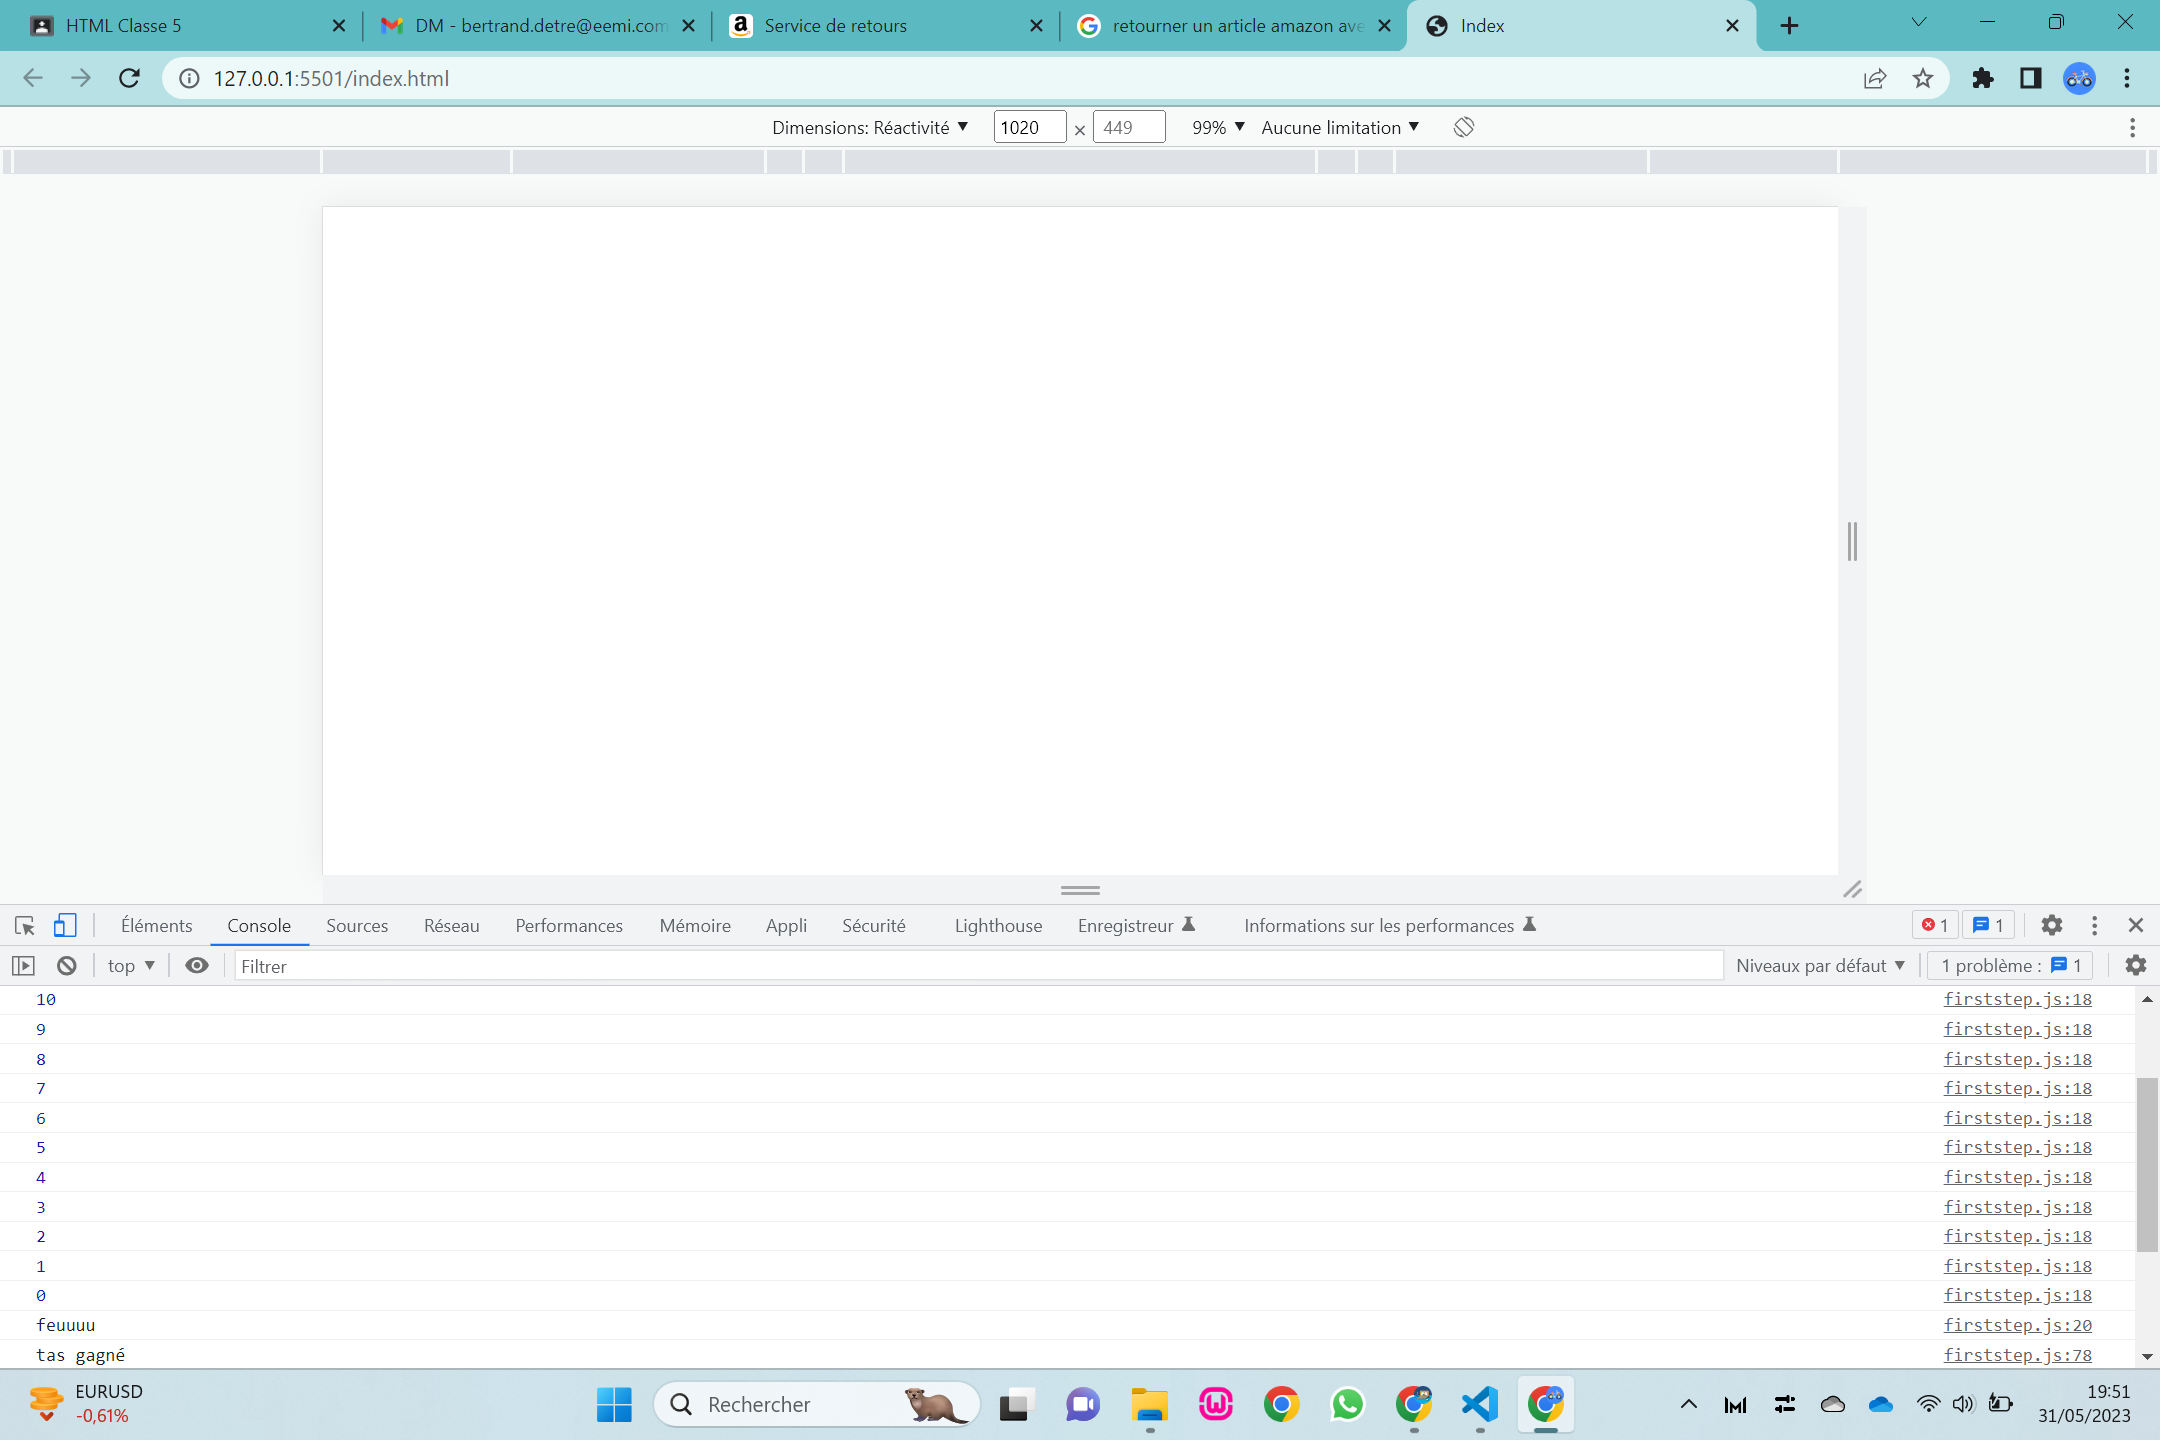 HTML Classe 5
DM - bertrand.detre@eemi.com
Service de retours
retourner un article amazon ave
Index
127.0.0.1:5501/index.html
Dimensions: Réactivité
1020 × 449
99%
Aucune limitation
Éléments
Console
Sources
Réseau
Performances
Mémoire
Appli
Sécurité
Lighthouse
Enregistreur
Informations sur les performances
1
1
top
Filtrer
Niveaux par défaut
1 problème : 1
10 firststep.js:18
9 firststep.js:18
8 firststep.js:18
7 firststep.js:18
6 firststep.js:18
5 firststep.js:18
4 firststep.js:18
3 firststep.js:18
2 firststep.js:18
1 firststep.js:18
0 firststep.js:18
feuuuu firststep.js:20
tas gagné firststep.js:78
EURUSD
-0,61%
Rechercher
19:51
31/05/2023